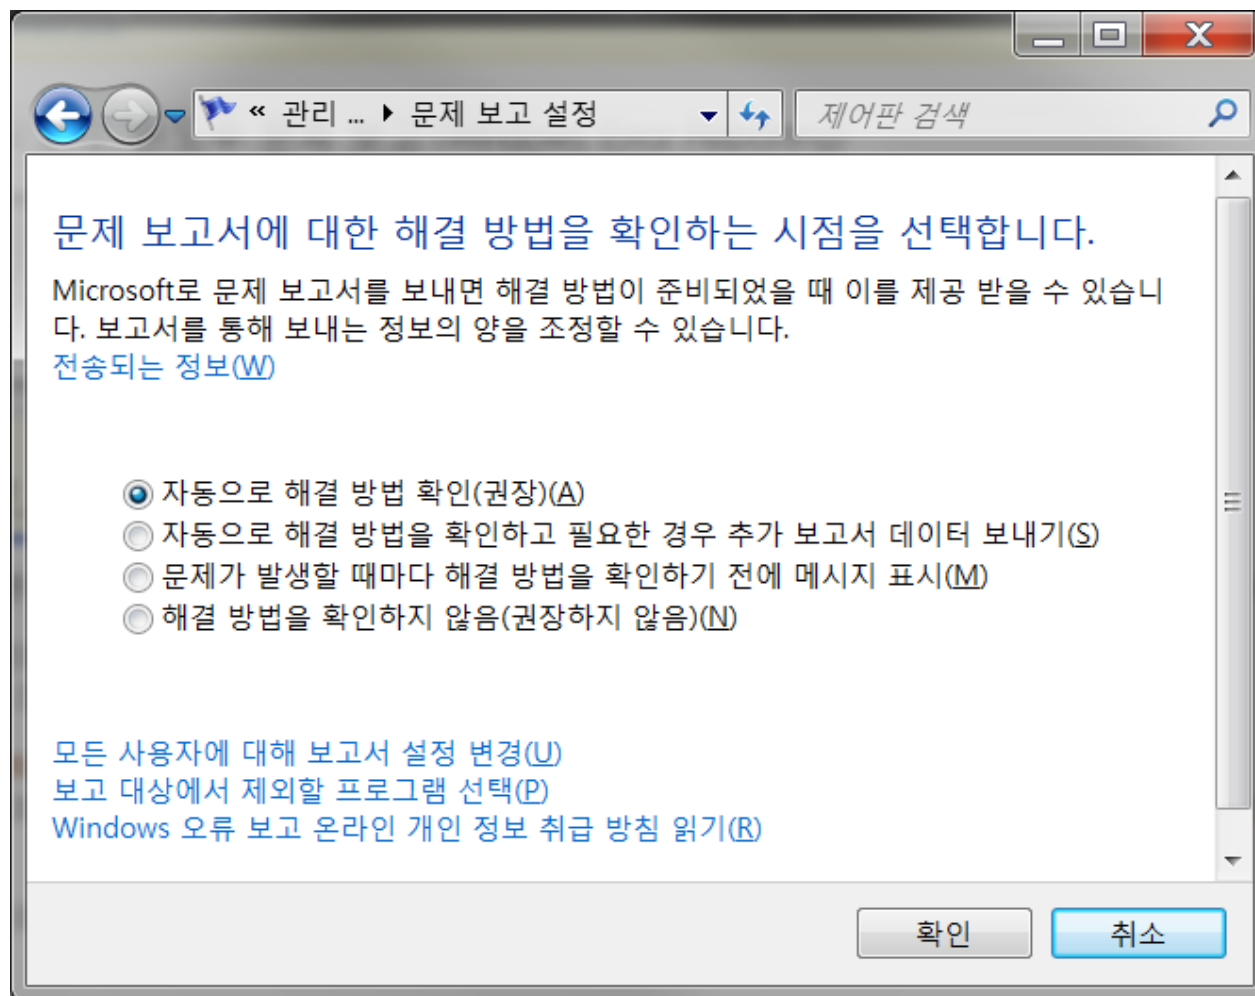 « 관리 ... ▶ 문제 보고 설정
제어판 검색
문제 보고서에 대한 해결 방법을 확인하는 시점을 선택합니다.
Microsoft로 문제 보고서를 보내면 해결 방법이 준비되었을 때 이를 제공 받을 수 있습니
다. 보고서를 통해 보내는 정보의 양을 조정할 수 있습니다.
전송되는 정보(W)
자동으로 해결 방법 확인(권장)(A)
자동으로 해결 방법을 확인하고 필요한 경우 추가 보고서 데이터 보내기(S)
문제가 발생할 때마다 해결 방법을 확인하기 전에 메시지 표시(M)
해결 방법을 확인하지 않음(권장하지 않음)(N)
모든 사용자에 대해 보고서 설정 변경(U)
보고 대상에서 제외할 프로그램 선택(P)
Windows 오류 보고 온라인 개인 정보 취급 방침 읽기(R)
확인
취소